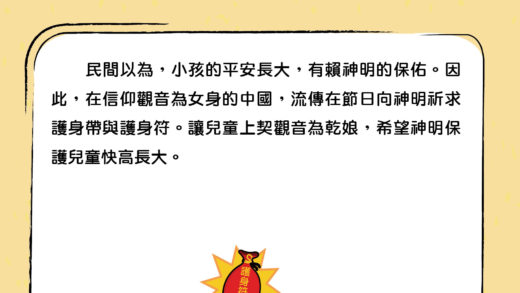 民間以為，小孩的平安長大，有賴神明的保佑。因
此，在信仰觀音為女身的中國，流傳在節日向神明祈求
護身帶與護身符。讓兒童上契觀音為乾娘，希望神明保
護兒童快高長大。
護身符